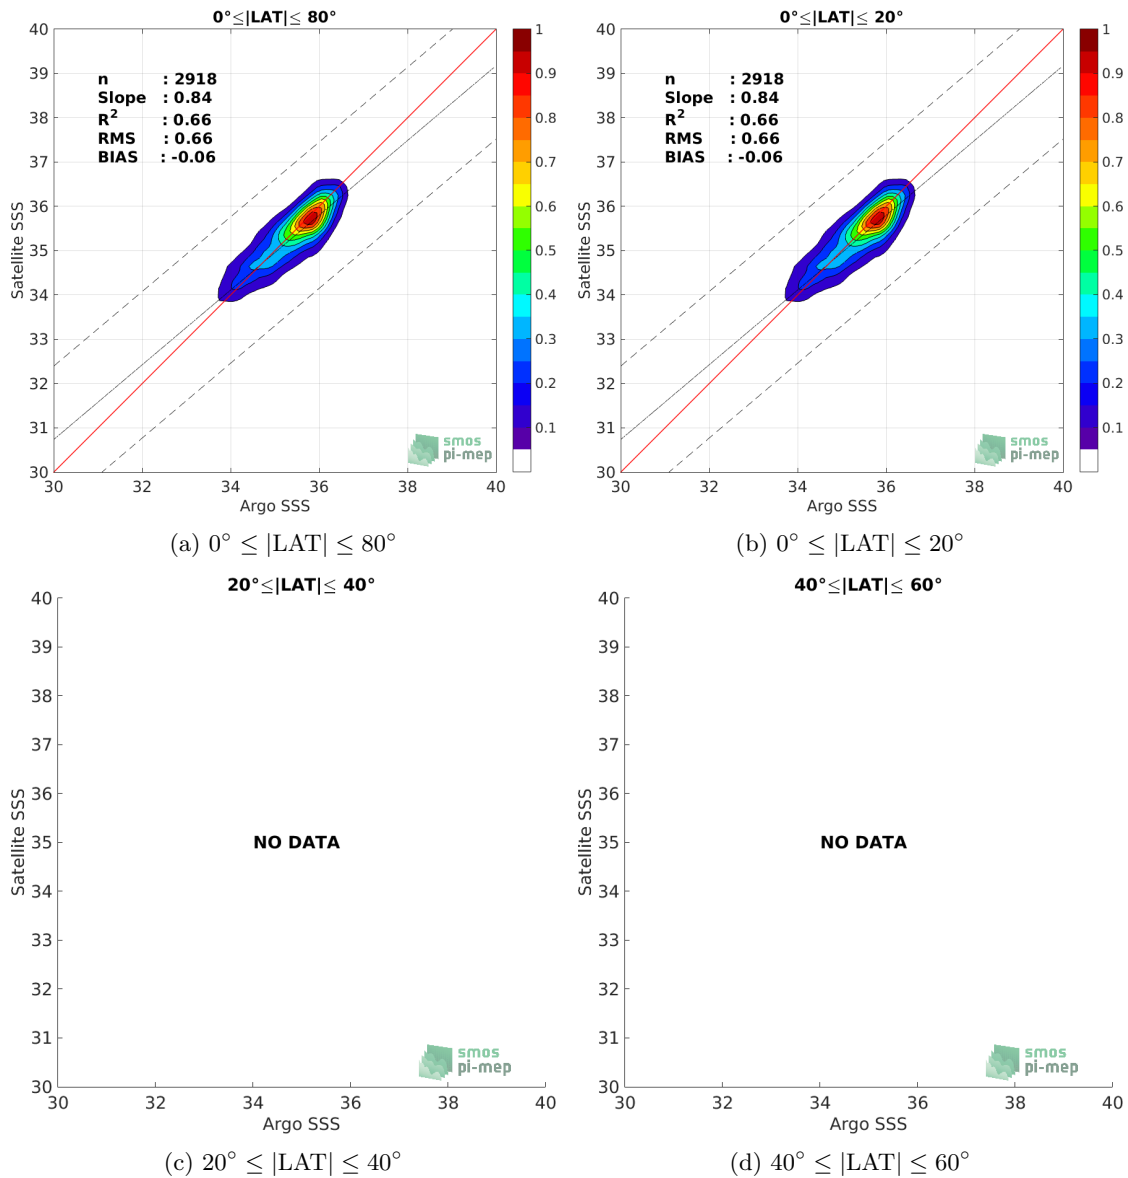 0°≤|LAT|≤ 80°
40
39
38
37
36
35
34
33
32
31
30
Satellite SSS
n : 2918
Slope : 0.84
R² : 0.66
RMS : 0.66
BIAS : -0.06
smos
pi-mep
30 32 34 36 38 40
Argo SSS
1
0.9
0.8
0.7
0.6
0.5
0.4
0.3
0.2
0.1
(a) 0° ≤ |LAT| ≤ 80°
0°≤|LAT|≤ 20°
40
39
38
37
36
35
34
33
32
31
30
Satellite SSS
n : 2918
Slope : 0.84
R² : 0.66
RMS : 0.66
BIAS : -0.06
smos
pi-mep
30 32 34 36 38 40
Argo SSS
1
0.9
0.8
0.7
0.6
0.5
0.4
0.3
0.2
0.1
(b) 0° ≤ |LAT| ≤ 20°
20°≤|LAT|≤ 40°
40
39
38
37
36
35
34
33
32
31
30
Satellite SSS
NO DATA
smos
pi-mep
30 32 34 36 38 40
Argo SSS
(c) 20° ≤ |LAT| ≤ 40°
40°≤|LAT|≤ 60°
40
39
38
37
36
35
34
33
32
31
30
Satellite SSS
NO DATA
smos
pi-mep
30 32 34 36 38 40
Argo SSS
(d) 40° ≤ |LAT| ≤ 60°